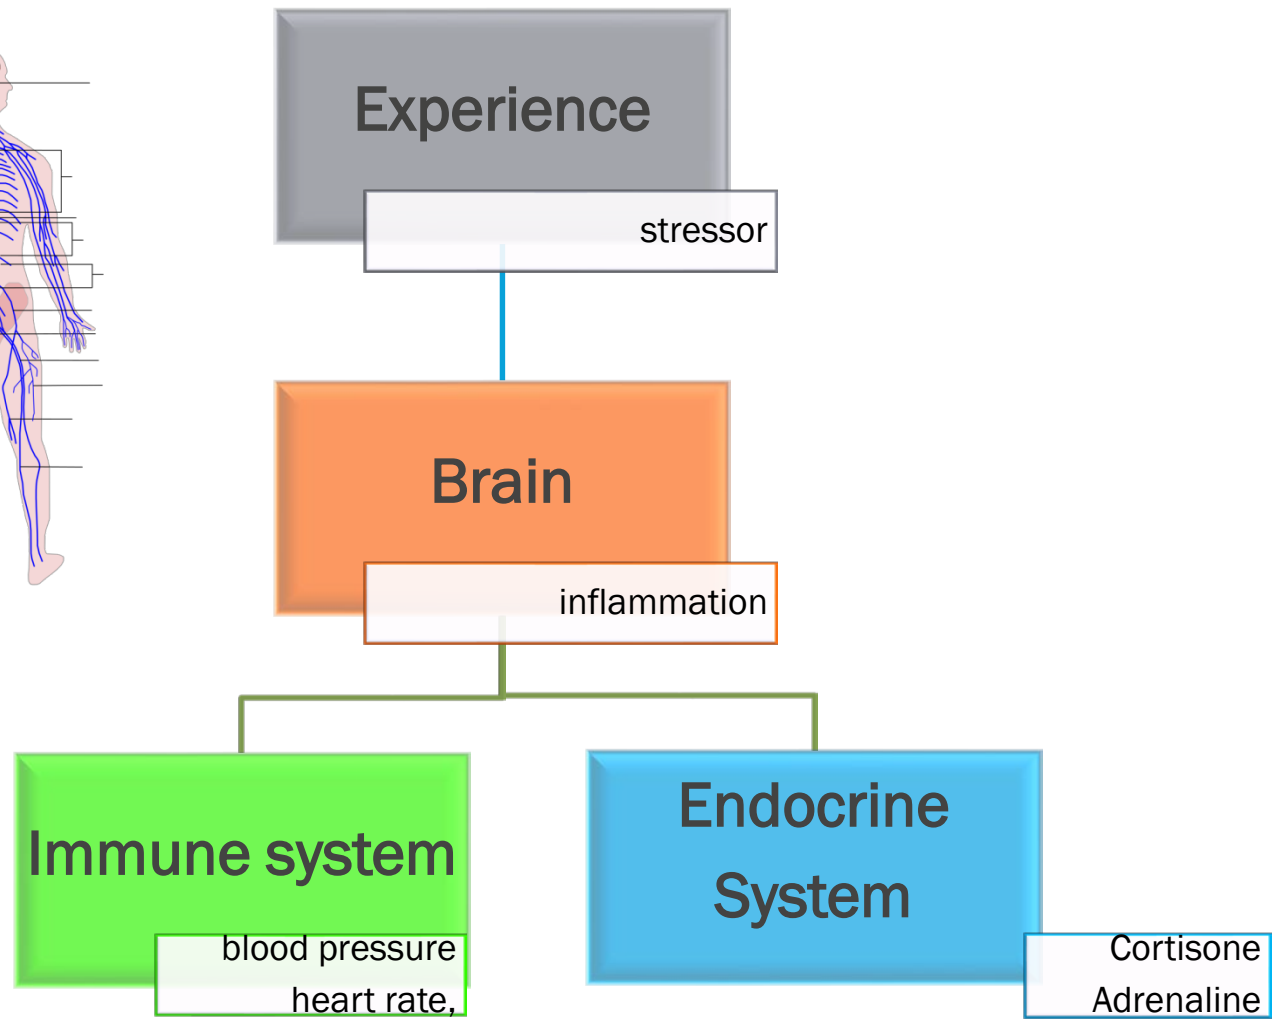 Experience
stressor
Brain
inflammation
Immune system
blood pressure
heart rate,
Endocrine
System
Cortisone
Adrenaline